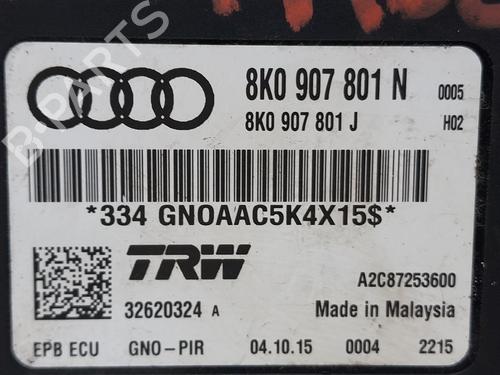 8K0 907 801 N 0005
8K0 907 801 J H02
*334 GNOAAC5K4X15$*
TRW
A2C87253600
32620324 A Made in Malaysia
EPB ECU GNO-PIR 04.10.15 0004 2215
B-PARTS